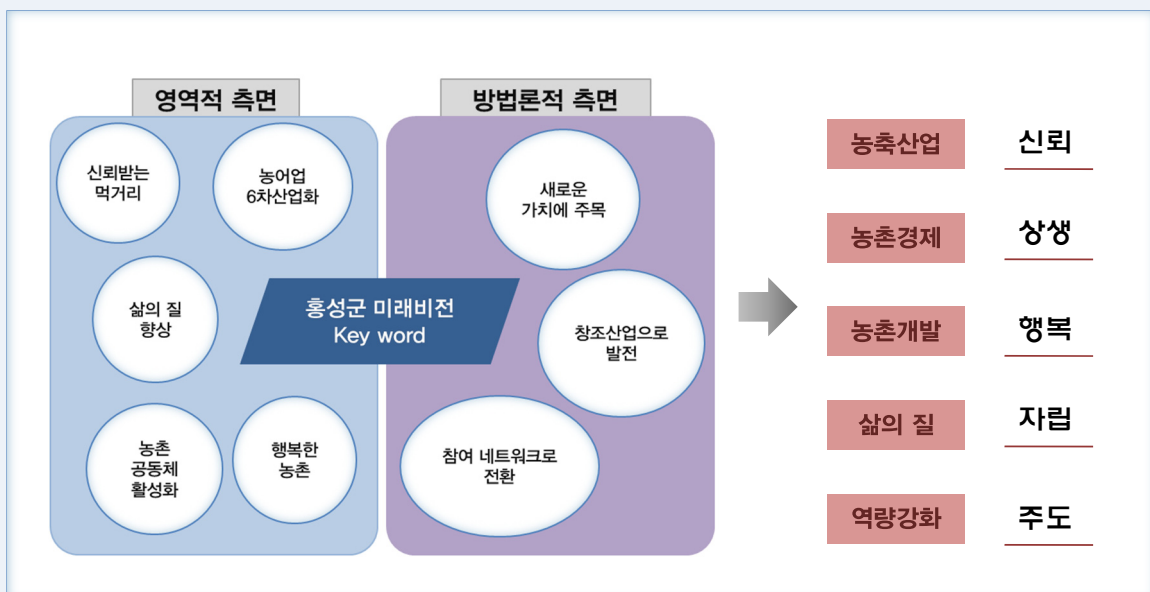 영역적 측면
신뢰받는
먹거리
농어업
6차산업화
삶의 질
향상
농촌
공동체
활성화
행복한
농촌
홍성군 미래비전
Key word
방법론적 측면
새로운
가치에 주목
창조산업으로
발전
참여 네트워크로
전환
농축산업 신뢰
농촌경제 상생
농촌개발 행복
삶의 질 자립
역량강화 주도